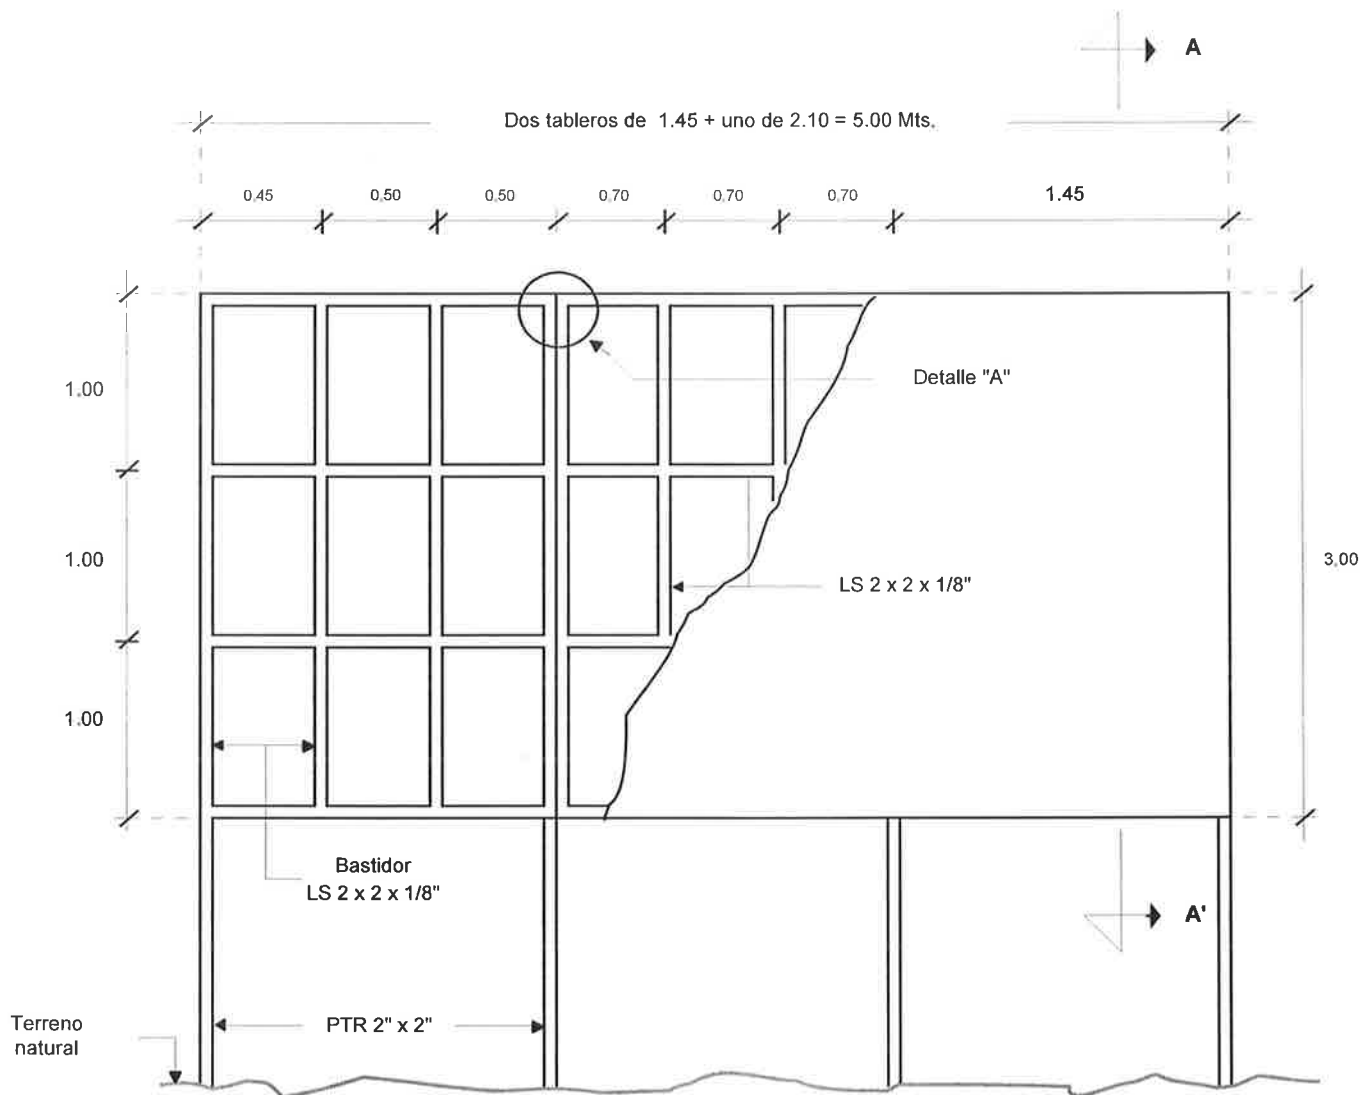 A
Dos tableros de 1.45 + uno de 2.10 = 5.00 Mts.
0,45
0,50
0,50
0,70
0,70
0,70
1.45
1.00
Detalle "A"
1.00
LS 2 x 2 x 1/8"
3,00
1.00
Bastidor
LS 2 x 2 x 1/8"
A'
PTR 2" x 2"
Terreno
natural